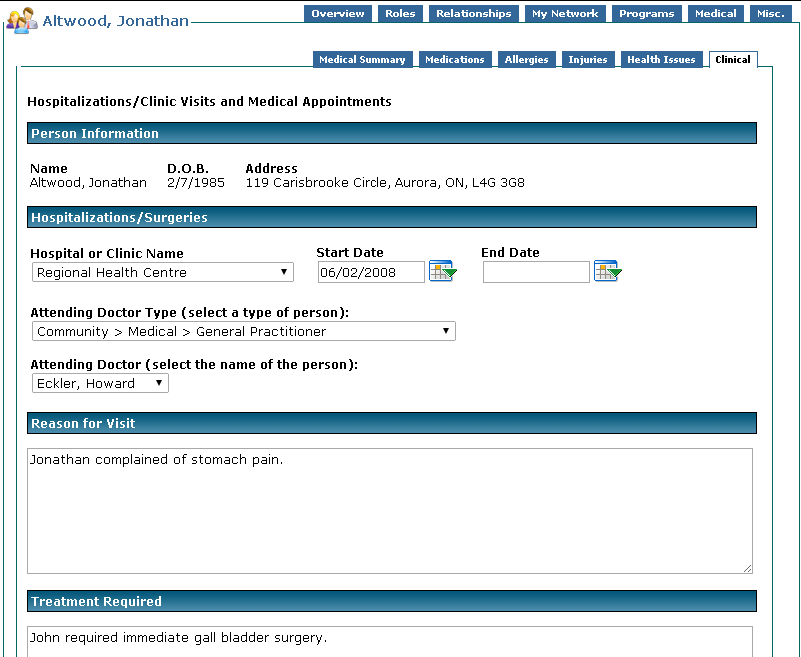 Altwood, Jonathan
Overview Roles Relationships My Network Programs Medical Misc.
Medical Summary Medications Allergies Injuries Health Issues Clinical
Hospitalizations/Clinic Visits and Medical Appointments
Person Information
Name D.O.B. Address
Altwood, Jonathan 2/7/1985 119 Carisbrooke Circle, Aurora, ON, L4G 3G8
Hospitalizations/Surgeries
Hospital or Clinic Name Start Date End Date
Regional Health Centre 06/02/2008
Attending Doctor Type (select a type of person):
Community > Medical > General Practitioner
Attending Doctor (select the name of the person):
Eckler, Howard
Reason for Visit
Jonathan complained of stomach pain.
Treatment Required
John required immediate gall bladder surgery.